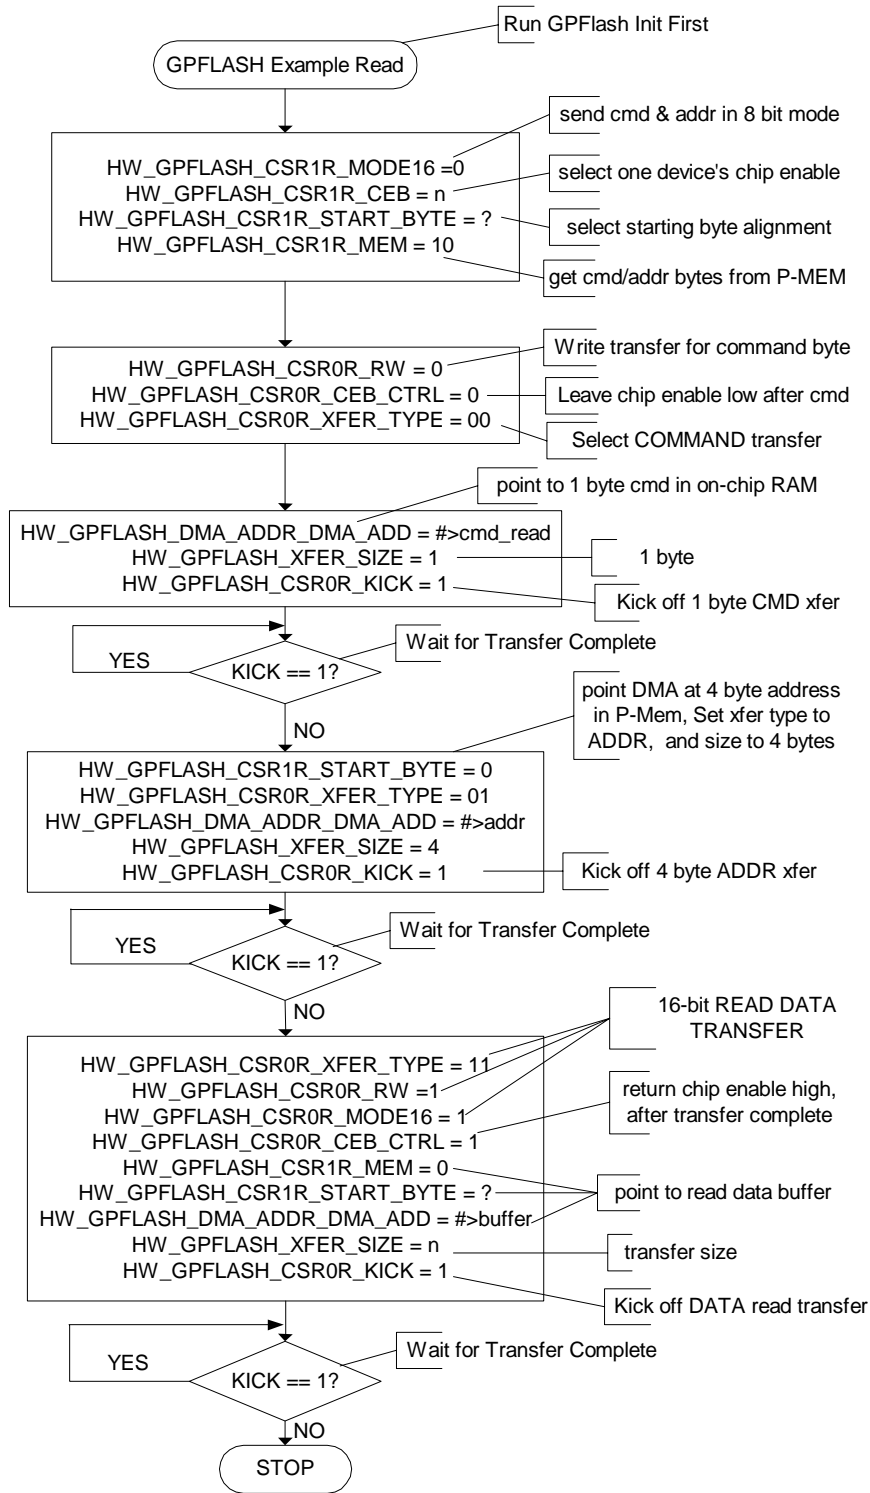 Run GPFlash Init First
GPFLASH Example Read
send cmd & addr in 8 bit mode
HW_GPFLASH_CSR1R_MODE16 =0
select one device's chip enable
HW_GPFLASH_CSR1R_CEB = n
HW_GPFLASH_CSR1R_START_BYTE = ?
select starting byte alignment
HW_GPFLASH_CSR1R_MEM = 10
get cmd/addr bytes from P-MEM
Write transfer for command byte
HW_GPFLASH_CSR0R_RW = 0
HW_GPFLASH_CSR0R_CEB_CTRL = 0
Leave chip enable low after cmd
HW_GPFLASH_CSR0R_XFER_TYPE = 00
Select COMMAND transfer
point to 1 byte cmd in on-chip RAM
HW_GPFLASH_DMA_ADDR_DMA_ADD = #>cmd_read
HW_GPFLASH_XFER_SIZE = 1
1 byte
HW_GPFLASH_CSR0R_KICK = 1
Kick off 1 byte CMD xfer
Wait for Transfer Complete
YES
KICK == 1?
NO
point DMA at 4 byte address
in P-Mem, Set xfer type to
ADDR, and size to 4 bytes
HW_GPFLASH_CSR1R_START_BYTE = 0
HW_GPFLASH_CSR0R_XFER_TYPE = 01
HW_GPFLASH_DMA_ADDR_DMA_ADD = #>addr
HW_GPFLASH_XFER_SIZE = 4
HW_GPFLASH_CSR0R_KICK = 1
Kick off 4 byte ADDR xfer
Wait for Transfer Complete
YES
KICK == 1?
NO
16-bit READ DATA
TRANSFER
HW_GPFLASH_CSR0R_XFER_TYPE = 11
HW_GPFLASH_CSR0R_RW =1
HW_GPFLASH_CSR0R_MODE16 = 1
return chip enable high,
after transfer complete
HW_GPFLASH_CSR0R_CEB_CTRL = 1
HW_GPFLASH_CSR1R_MEM = 0
HW_GPFLASH_CSR1R_START_BYTE = ?
point to read data buffer
HW_GPFLASH_DMA_ADDR_DMA_ADD = #>buffer
HW_GPFLASH_XFER_SIZE = n
transfer size
HW_GPFLASH_CSR0R_KICK = 1
Kick off DATA read transfer
Wait for Transfer Complete
YES
KICK == 1?
NO
STOP